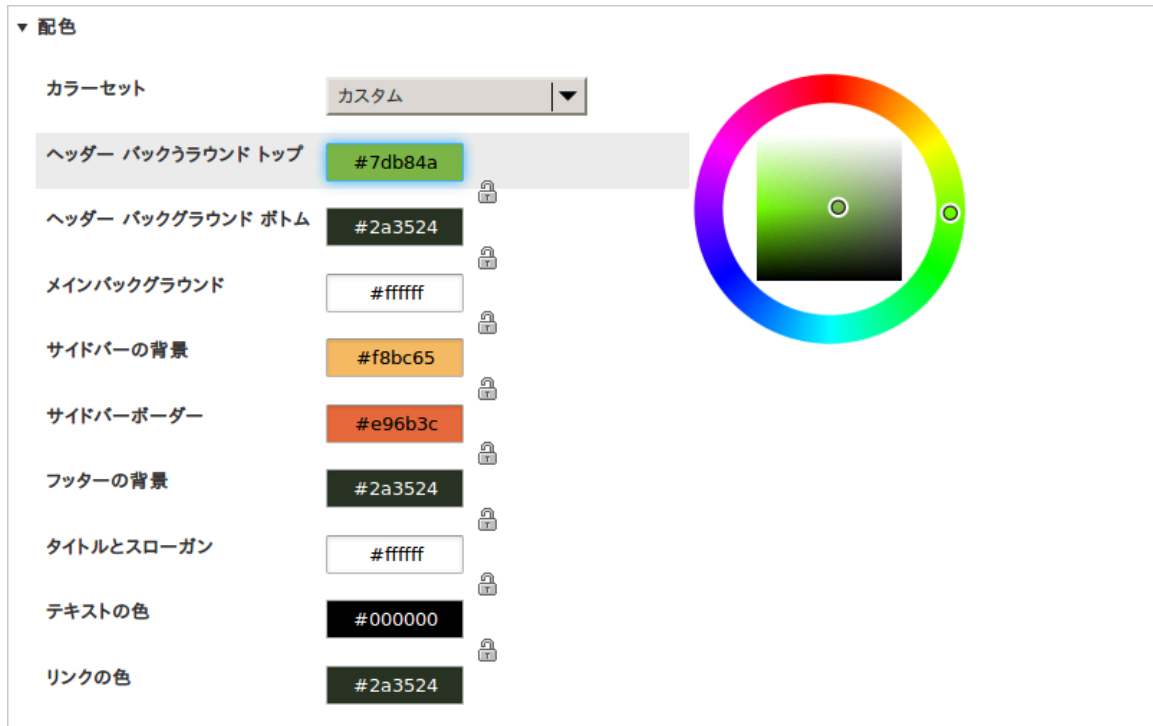 ▼ 配色
カラーセット
カスタム
ヘッダー バックうラウンド トップ
#7db84a
ヘッダー バックグラウンド ボトム
#2a3524
メインバックグラウンド
#ffffff
サイドバーの背景
#f8bc65
サイドバーボーダー
#e96b3c
フッターの背景
#2a3524
タイトルとスローガン
#ffffff
テキストの色
#000000
リンクの色
#2a3524